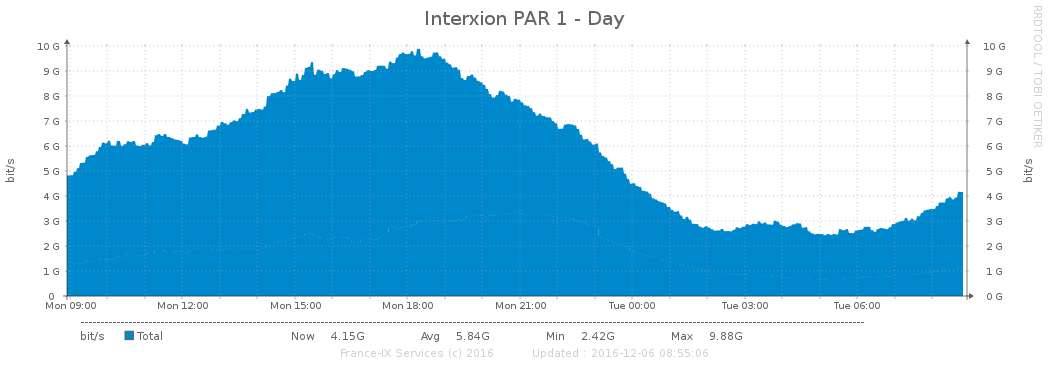 Interxion PAR 1 - Day
RRDTOOL / TOBI OETIKER
10 G 10 G
9 G 9 G
8 G 8 G
7 G 7 G
6 G 6 G
bit/s bit/s
5 G 5 G
4 G 4 G
3 G 3 G
2 G 2 G
1 G 1 G
0 0 G
Mon 09:00 Mon 12:00 Mon 15:00 Mon 18:00 Mon 21:00 Tue 00:00 Tue 03:00 Tue 06:00
bit/s Total Now 4.15G Avg 5.84G Min 2.42G Max 9.88G
France-IX Services (c) 2016 Updated : 2016-12-06 08:55:06